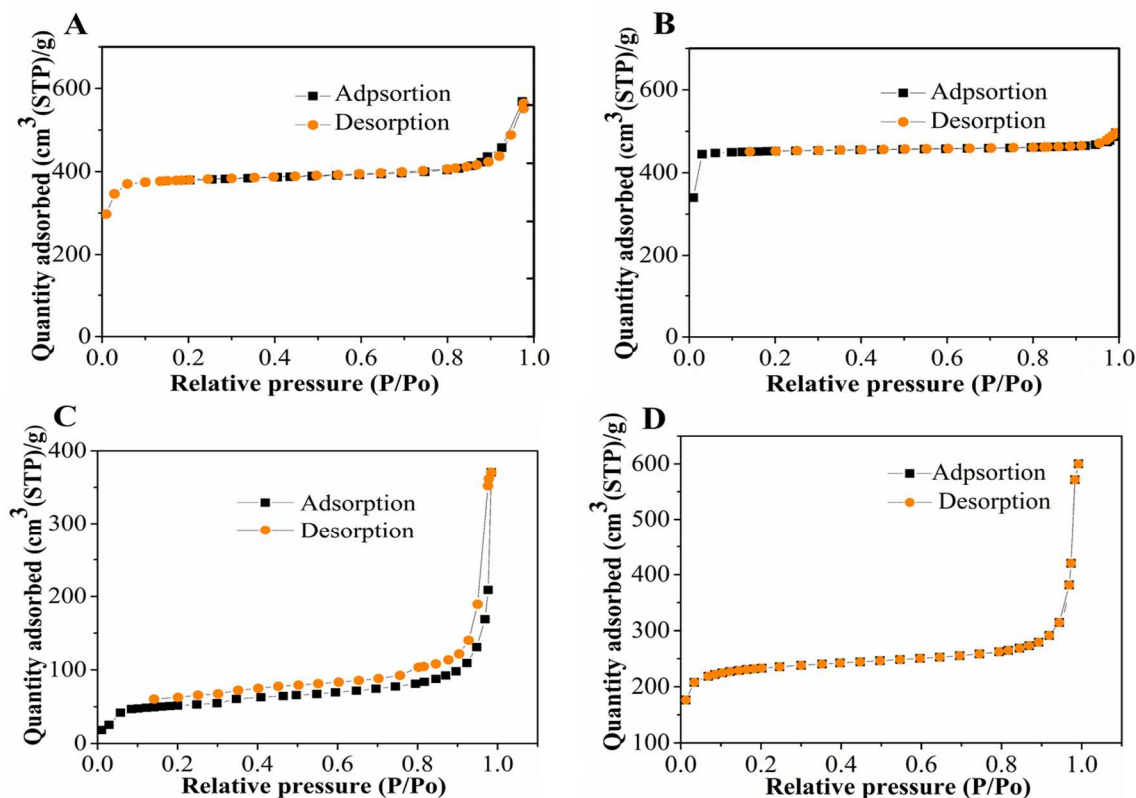 A
Quantity adsorbed (cm³(STP)/g)
600
400
200
0
Adpsortion
Desorption
0.0 0.2 0.4 0.6 0.8 1.0
Relative pressure (P/Po)
B
Quantity adsorbed (cm³(STP)/g)
600
400
200
0
Adpsortion
Desorption
0.0 0.2 0.4 0.6 0.8 1.0
Relative pressure (P/Po)
C
Quantity adsorbed (cm³(STP)/g)
400
300
200
100
0
Adsorption
Desorption
0.0 0.2 0.4 0.6 0.8 1.0
Relative pressure (P/Po)
D
Quantity adsorbed (cm³(STP)/g)
600
500
400
300
200
100
Adpsortion
Desorption
0.0 0.2 0.4 0.6 0.8 1.0
Relative pressure (P/Po)